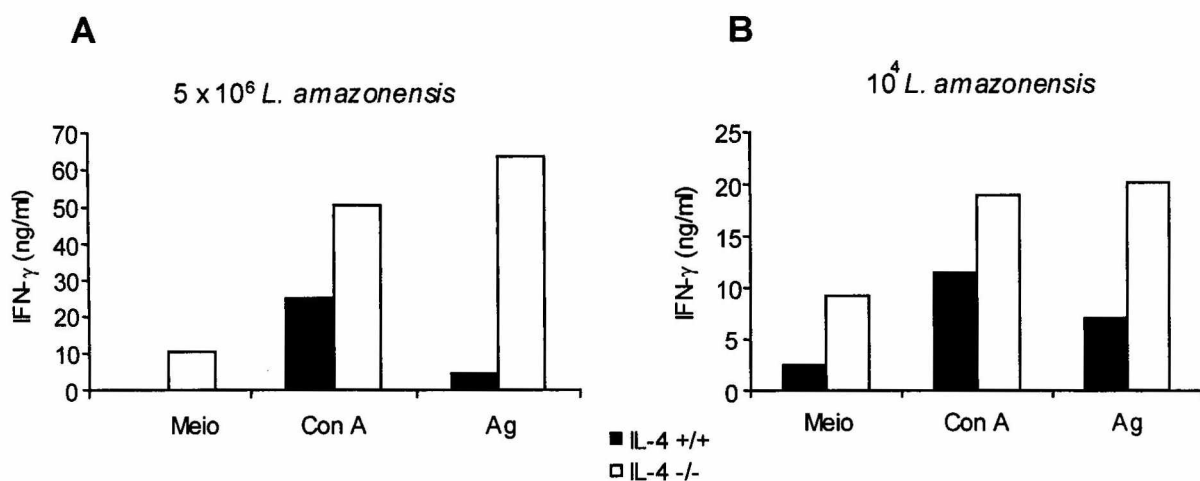 A
5 x 10⁶ L. amazonensis
IFN-γ (ng/ml)
70
60
50
40
30
20
10
0
Meio
Con A
Ag
B
10⁴ L. amazonensis
IFN-γ (ng/ml)
25
20
15
10
5
0
Meio
Con A
Ag
IL-4 +/+
IL-4 -/-